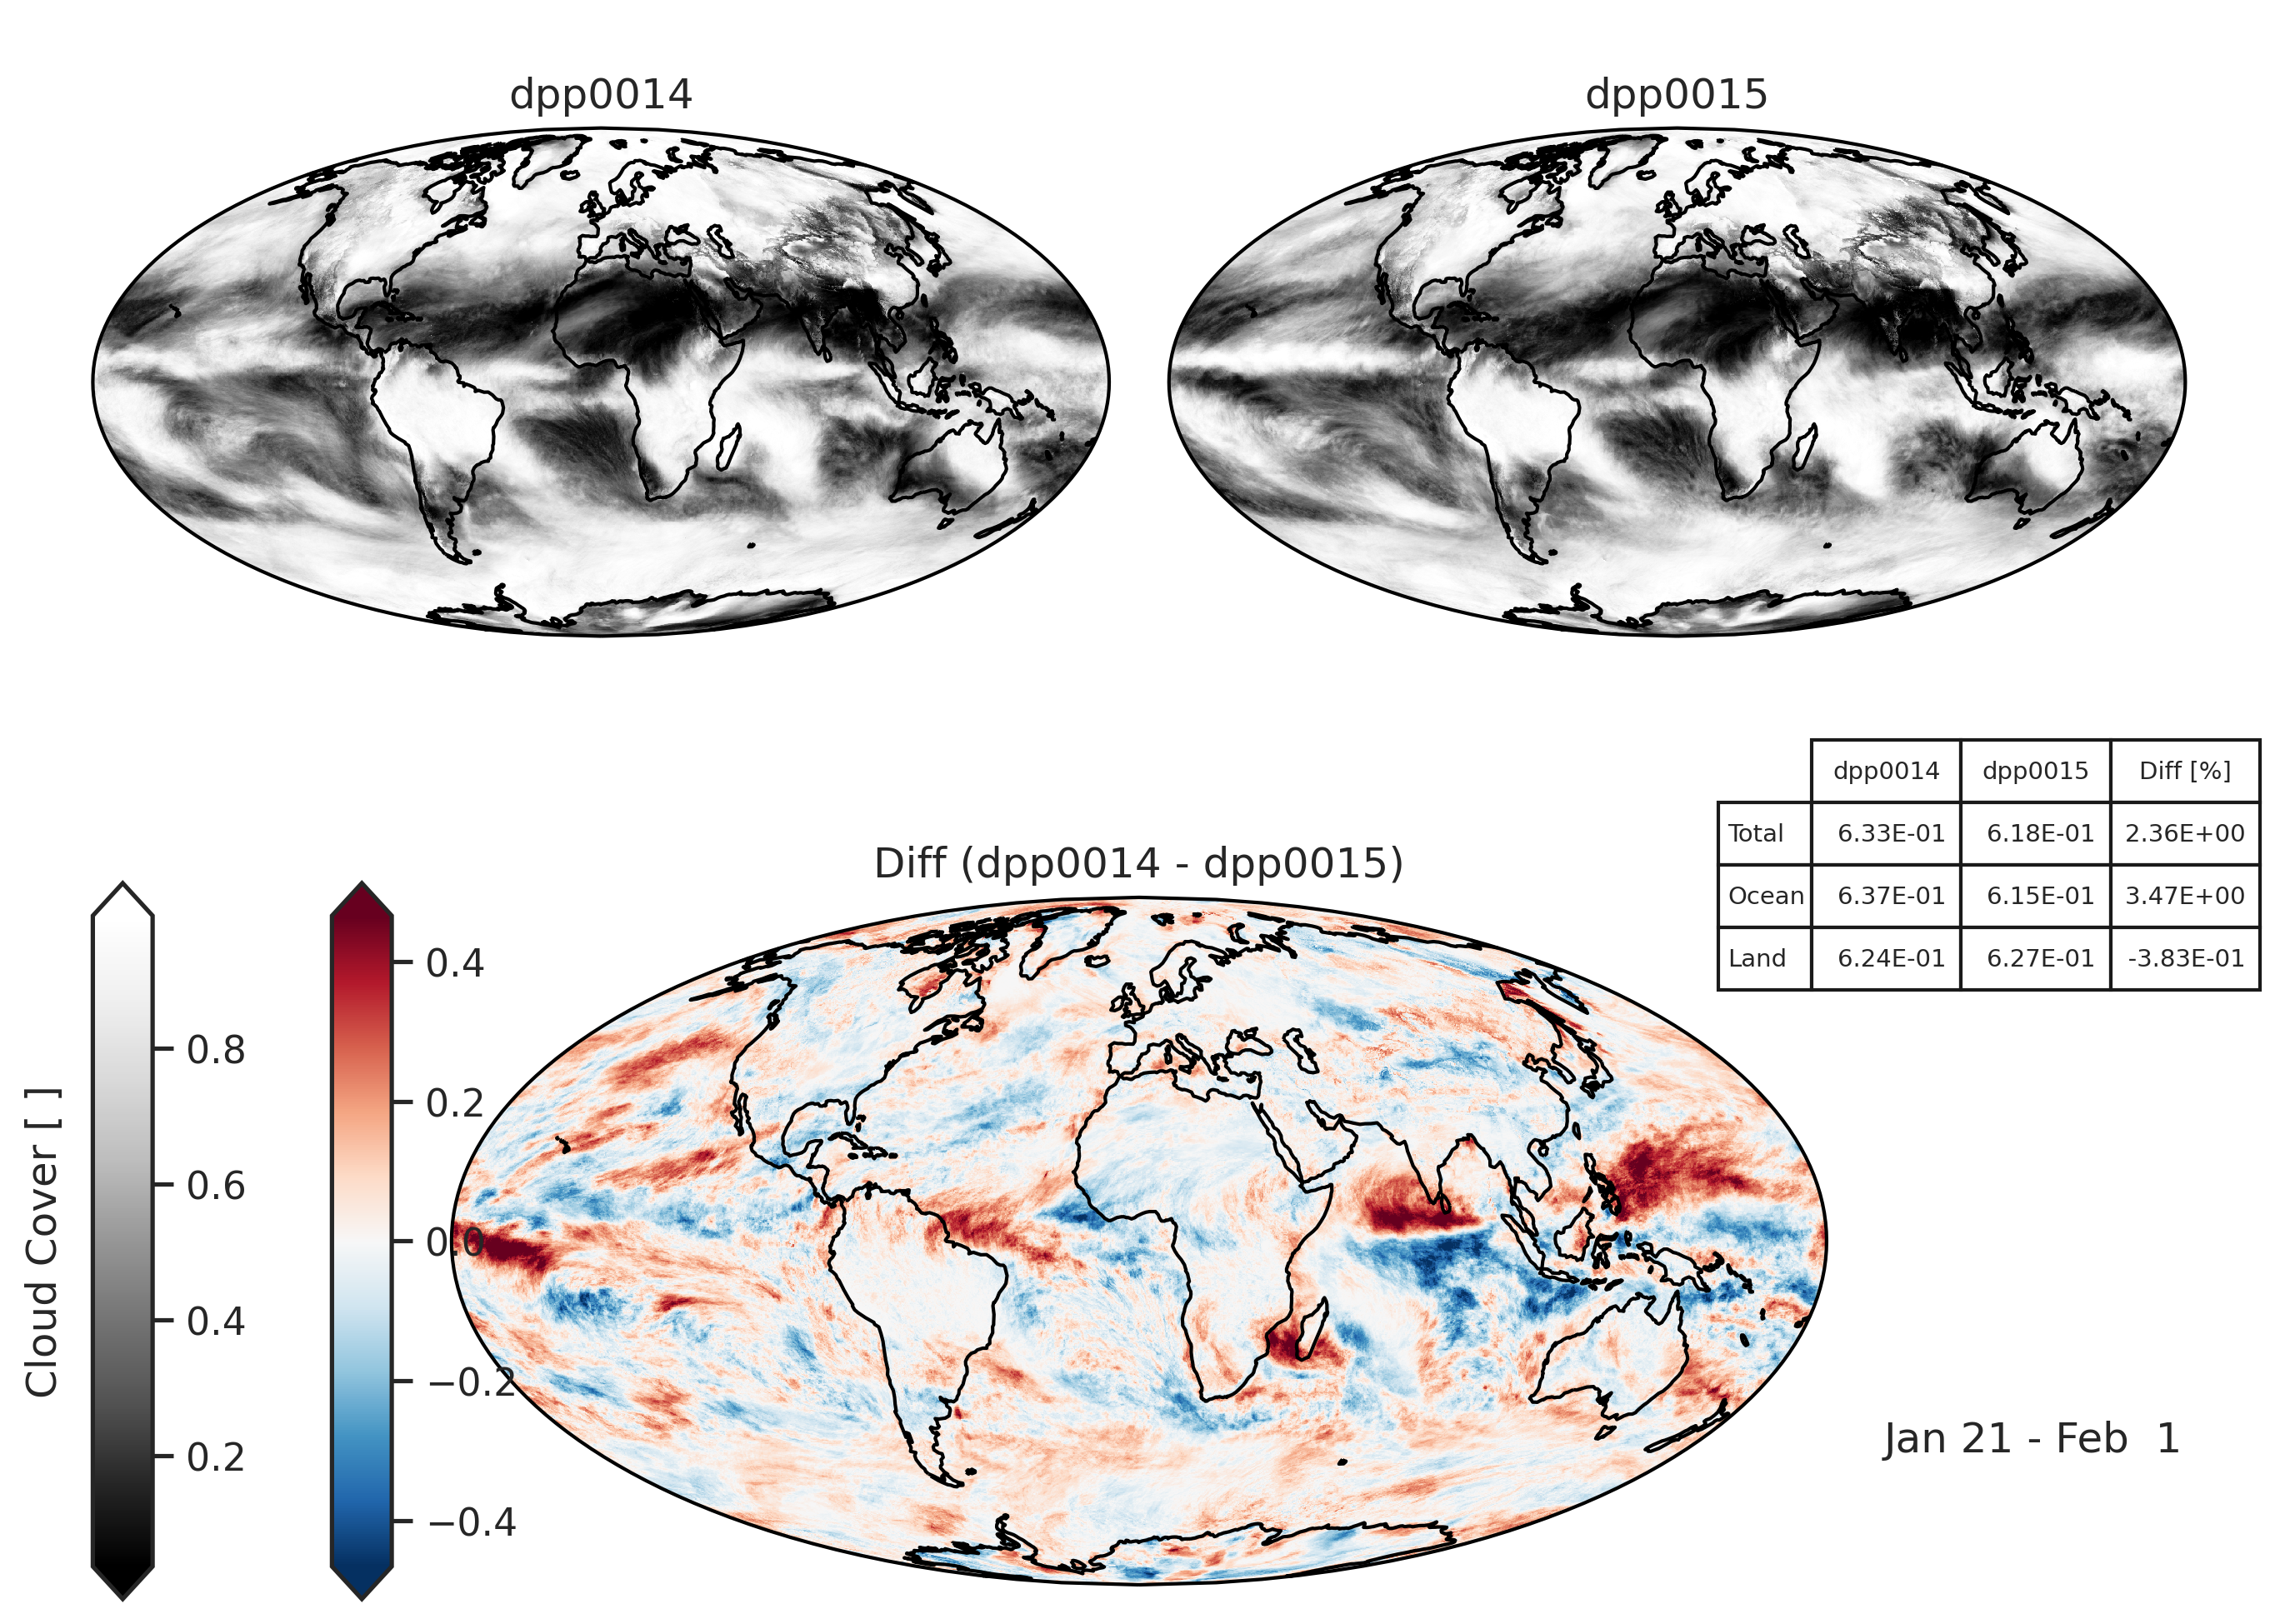 dpp0014
dpp0015
dpp0014 dpp0015 Diff [%]
Total 6.33E-01 6.18E-01 2.36E+00
Ocean 6.37E-01 6.15E-01 3.47E+00
Land 6.24E-01 6.27E-01 -3.83E-01
Diff (dpp0014 - dpp0015)
Cloud Cover [ ]
0.8
0.6
0.4
0.2
0.4
0.2
0.0
−0.2
−0.4
Jan 21 - Feb  1